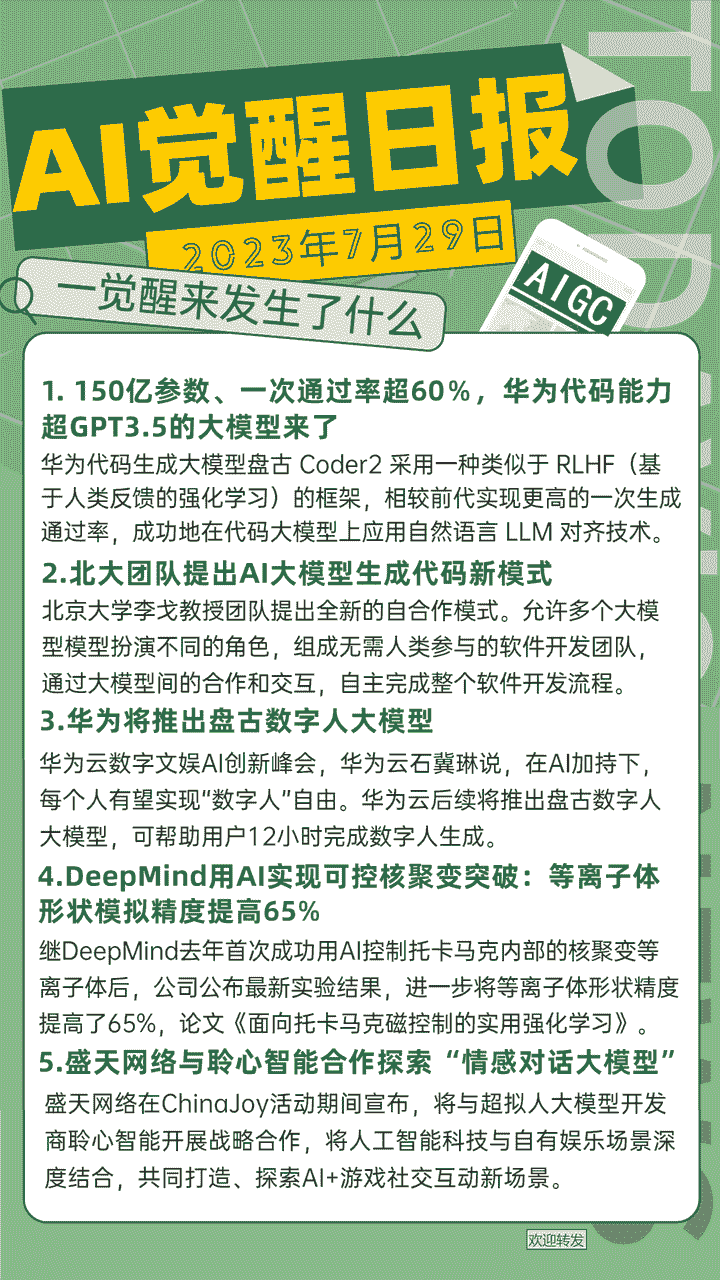 AI觉醒日报
2023年7月29日
一觉醒来发生了什么
AIGC
1. 150亿参数、一次通过率超60%，华为代码能力
超GPT3.5的大模型来了
华为代码生成大模型盘古 Coder2 采用一种类似于 RLHF（基
于人类反馈的强化学习）的框架，相较前代实现更高的一次生成
通过率，成功地在代码大模型上应用自然语言 LLM 对齐技术。
2.北大团队提出AI大模型生成代码新模式
北京大学李戈教授团队提出全新的自合作模式。允许多个大模
型模型扮演不同的角色，组成无需人类参与的软件开发团队，
通过大模型间的合作和交互，自主完成整个软件开发流程。
3.华为将推出盘古数字人大模型
华为云数字文娱AI创新峰会，华为云石冀琳说，在AI加持下，
每个人有望实现“数字人”自由。华为云后续将推出盘古数字人
大模型，可帮助用户12小时完成数字人生成。
4.DeepMind用AI实现可控核聚变突破：等离子体
形状模拟精度提高65%
继DeepMind去年首次成功用AI控制托卡马克内部的核聚变等
离子体后，公司公布最新实验结果，进一步将等离子体形状精度
提高了65%，论文《面向托卡马克磁控制的实用强化学习》。
5.盛天网络与聆心智能合作探索“情感对话大模型”
盛天网络在ChinaJoy活动期间宣布，将与超拟人大模型开发
商聆心智能开展战略合作，将人工智能科技与自有娱乐场景深
度结合，共同打造、探索AI+游戏社交互动新场景。
欢迎转发